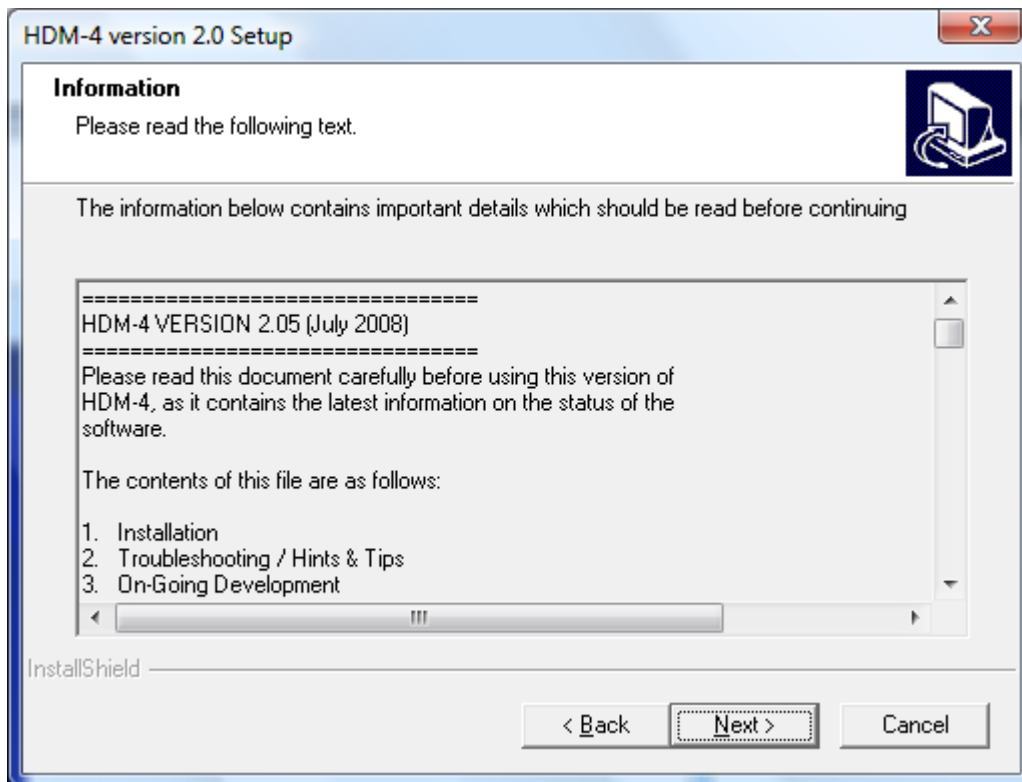 HDM-4 version 2.0 Setup
Information
Please read the following text.
The information below contains important details which should be read before continuing
=================================
HDM-4 VERSION 2.05 (July 2008)
=================================
Please read this document carefully before using this version of
HDM-4, as it contains the latest information on the status of the
software.
The contents of this file are as follows:
1. Installation
2. Troubleshooting / Hints & Tips
3. On-Going Development
InstallShield
< Back
Next >
Cancel